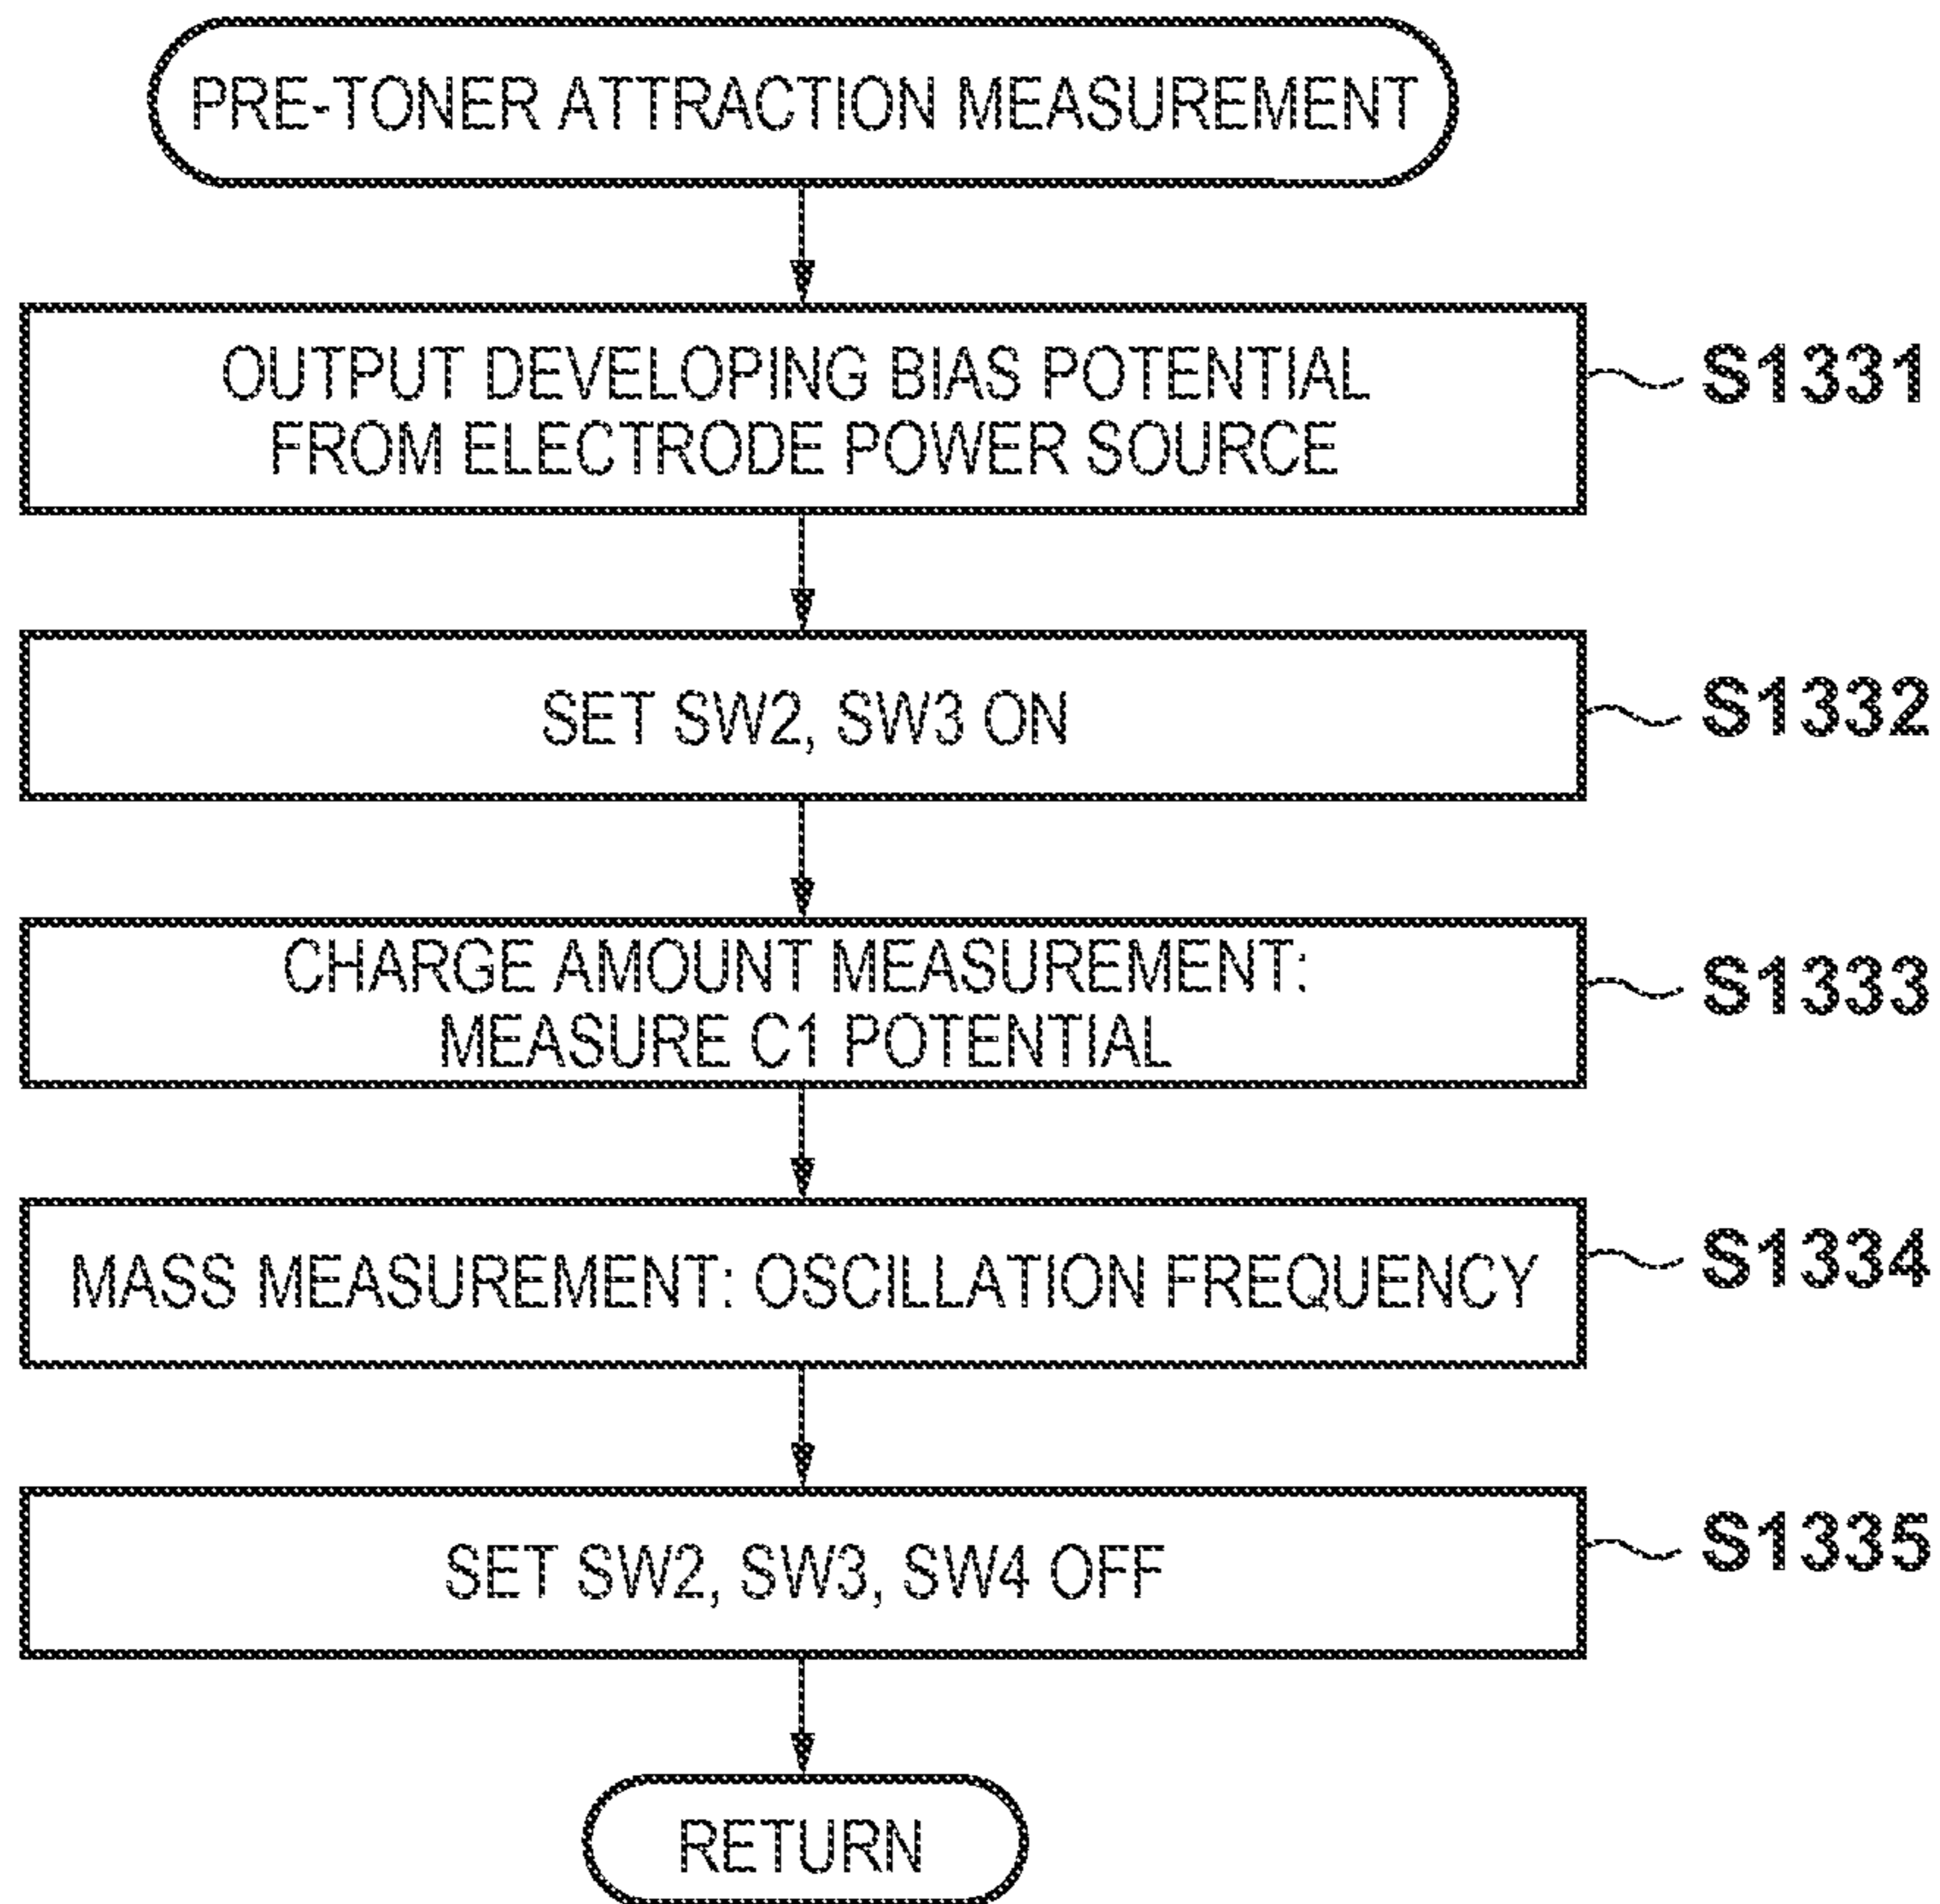 PRE-TONER ATTRACTION MEASUREMENT
OUTPUT DEVELOPING BIAS POTENTIAL
FROM ELECTRODE POWER SOURCE
S1331
SET SW2, SW3 ON
S1332
CHARGE AMOUNT MEASUREMENT:
MEASURE C1 POTENTIAL
S1333
MASS MEASUREMENT: OSCILLATION FREQUENCY
S1334
SET SW2, SW3, SW4 OFF
S1335
RETURN